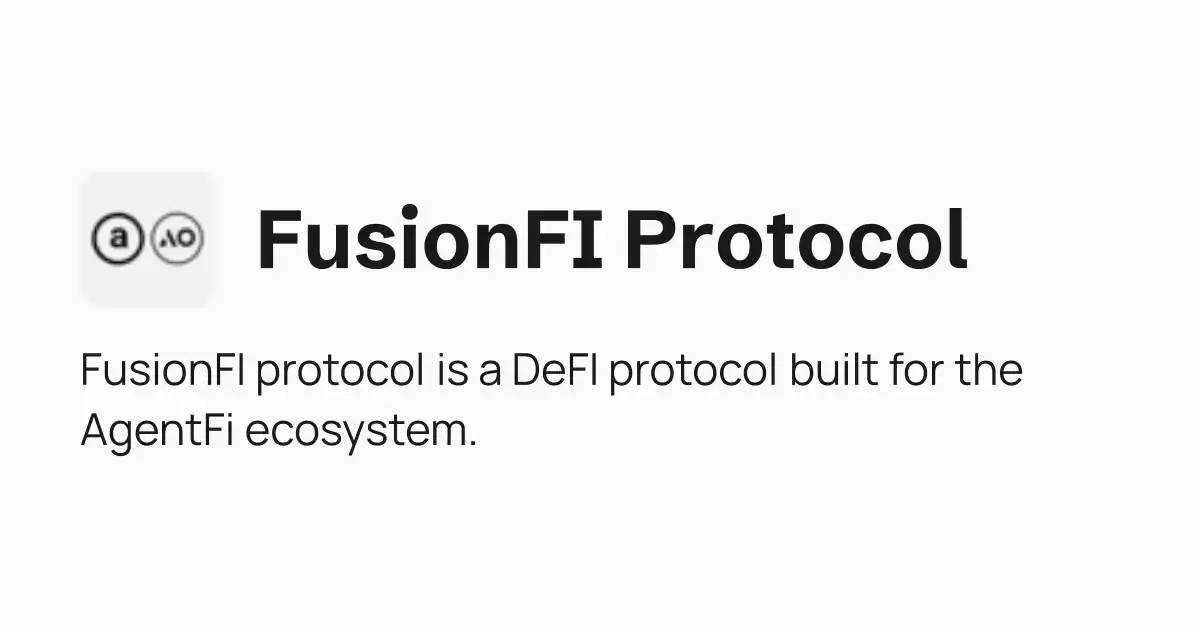 a AO FusionFI Protocol
FusionFI protocol is a DeFI protocol built for the
AgentFi ecosystem.